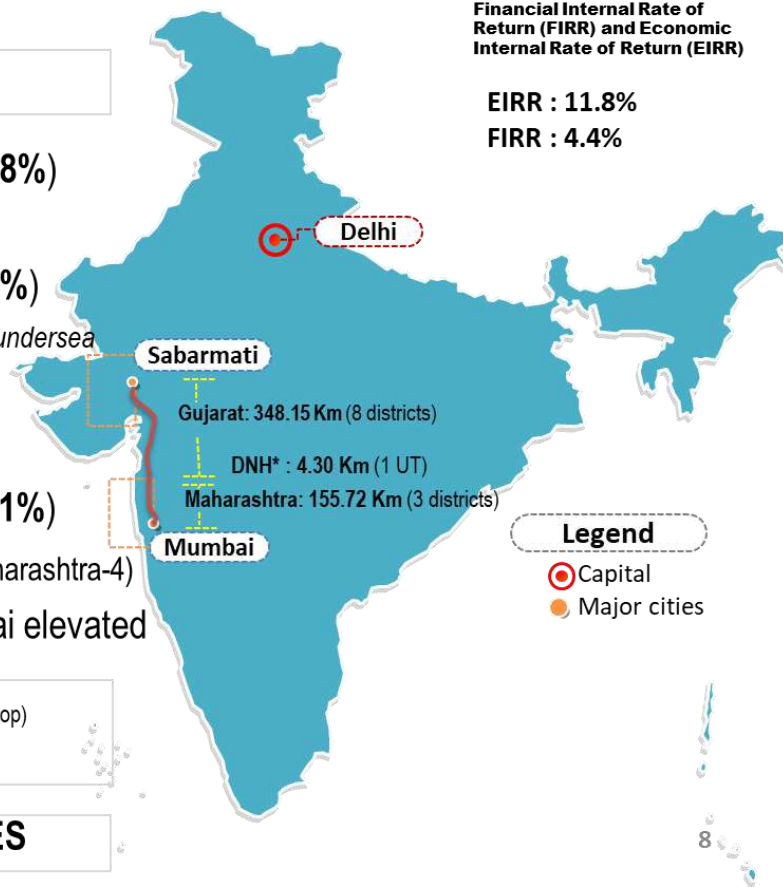 Financial Internal Rate of
Return (FIRR) and Economic
Internal Rate of Return (EIRR)
EIRR : 11.8%
FIRR : 4.4%
8%)
Delhi
%)
undersea
Sabarmati
Gujarat: 348.15 Km (8 districts)
DNH* : 4.30 Km (1 UT)
Maharashtra: 155.72 Km (3 districts)
1%)
Mumbai
Legend
Capital
Major cities
harashtra-4)
ai elevated
op)
ES
8